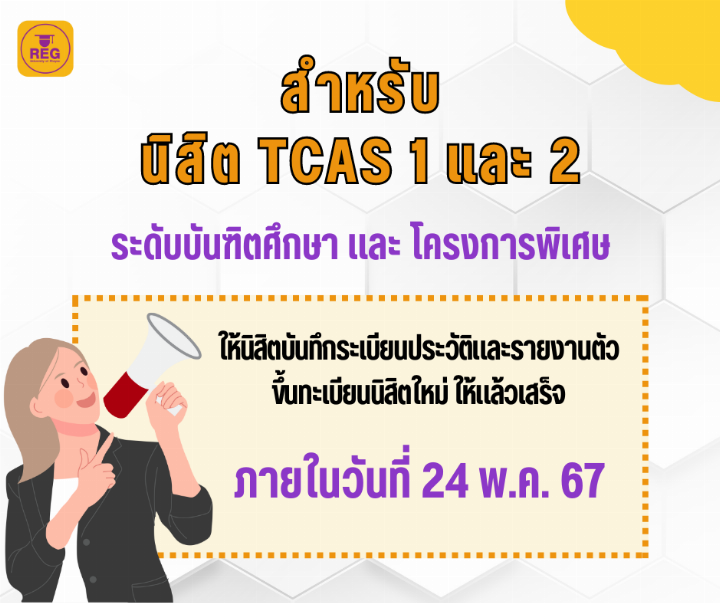 REG
สำหรับ
นิสิต TCAS 1 และ 2
ระดับบันฑิตศึกษา และ โครงการพิเศษ
ให้นิสิตบันทึกระเบียนประวัติและรายงานตัว
ขึ้นทะเบียนนิสิตใหม่ ให้แล้วเสร็จ
ภายในวันที่ 24 พ.ค. 67